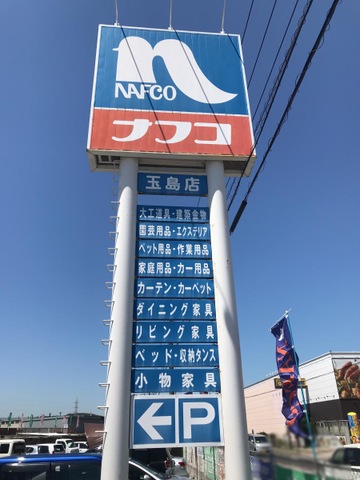 NAFCO
ナフコ
玉島店
大工道具・建築金物
園芸用品・エクステリア
ペット用品・作業用品
家庭用品・カー用品
カーテン・カーペット
ダイニング家具
リビング家具
ベッド・収納タンス
小物家具
←P